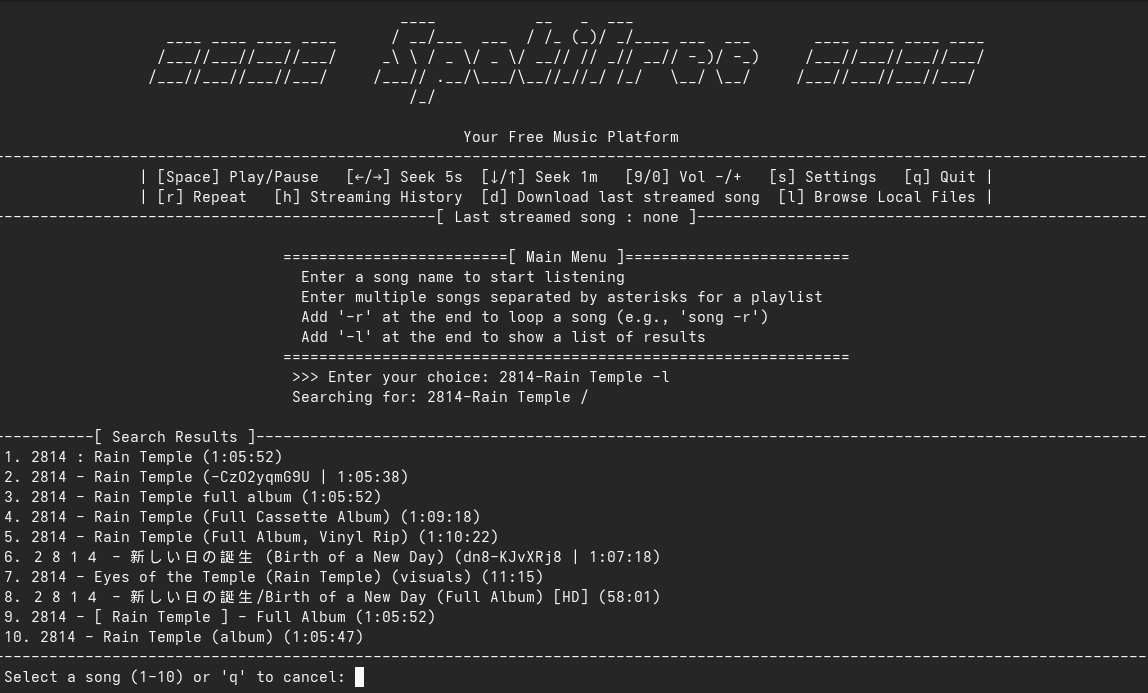 Spotifree
Your Free Music Platform
| [Space] Play/Pause [←/→] Seek 5s [↓/↑] Seek 1m [9/0] Vol -/+ [s] Settings [q] Quit |
| [r] Repeat [h] Streaming History [d] Download last streamed song [l] Browse Local Files |
[ Last streamed song : none ]
[ Main Menu ]
Enter a song name to start listening
Enter multiple songs separated by asterisks for a playlist
Add '-r' at the end to loop a song (e.g., 'song -r')
Add '-l' at the end to show a list of results
>>> Enter your choice: 2814-Rain Temple -l
Searching for: 2814-Rain Temple /
[ Search Results ]
1. 2814 : Rain Temple (1:05:52)
2. 2814 - Rain Temple (-CzO2yqmG9U | 1:05:38)
3. 2814 - Rain Temple full album (1:05:52)
4. 2814 - Rain Temple (Full Cassette Album) (1:09:18)
5. 2814 - Rain Temple (Full Album, Vinyl Rip) (1:10:22)
6. ２８１４ - 新しい日の誕生 (Birth of a New Day) (dn8-KJvXRj8 | 1:07:18)
7. 2814 - Eyes of the Temple (Rain Temple) (visuals) (11:15)
8. ２８１４ - 新しい日の誕生/Birth of a New Day (Full Album) [HD] (58:01)
9. 2814 - [ Rain Temple ] - Full Album (1:05:52)
10. 2814 - Rain Temple (album) (1:05:47)
Select a song (1-10) or 'q' to cancel: